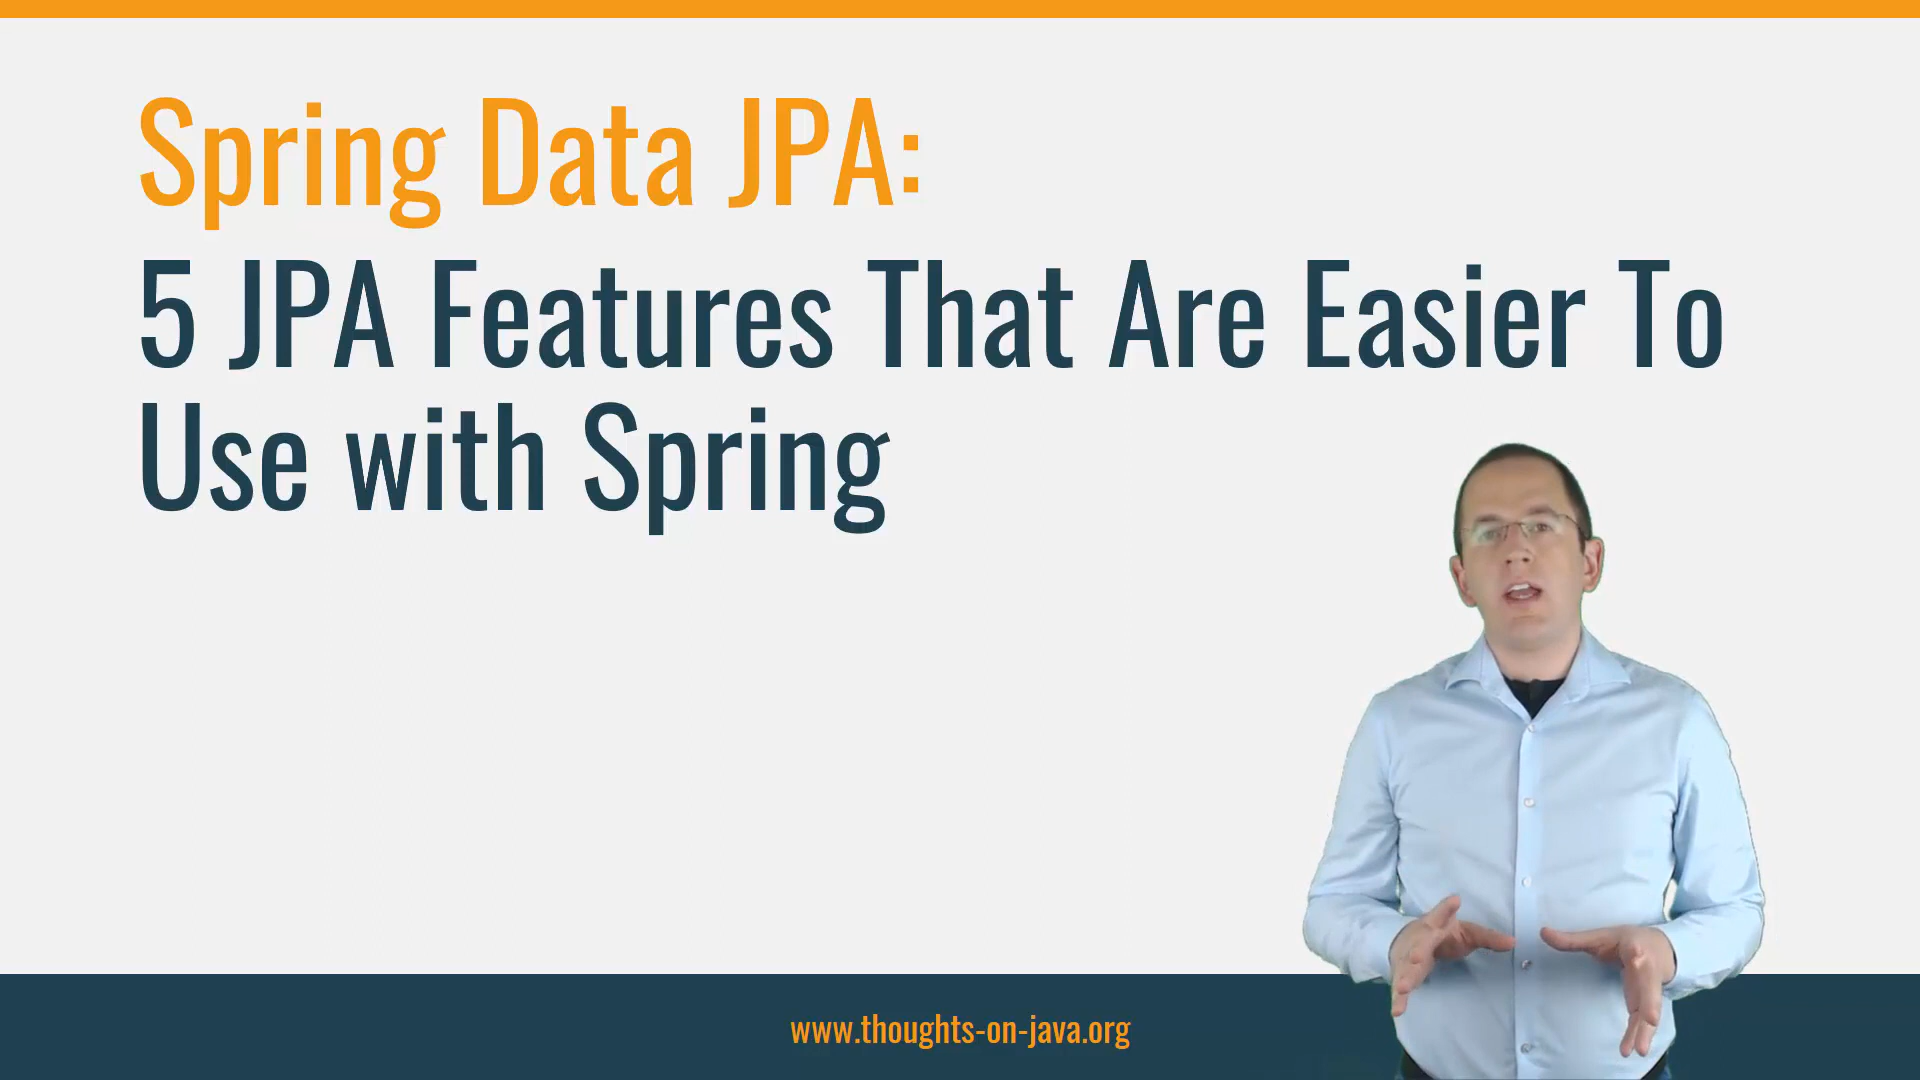 Spring Data JPA:
5 JPA Features That Are Easier To
Use with Spring
www.thoughts-on-java.org